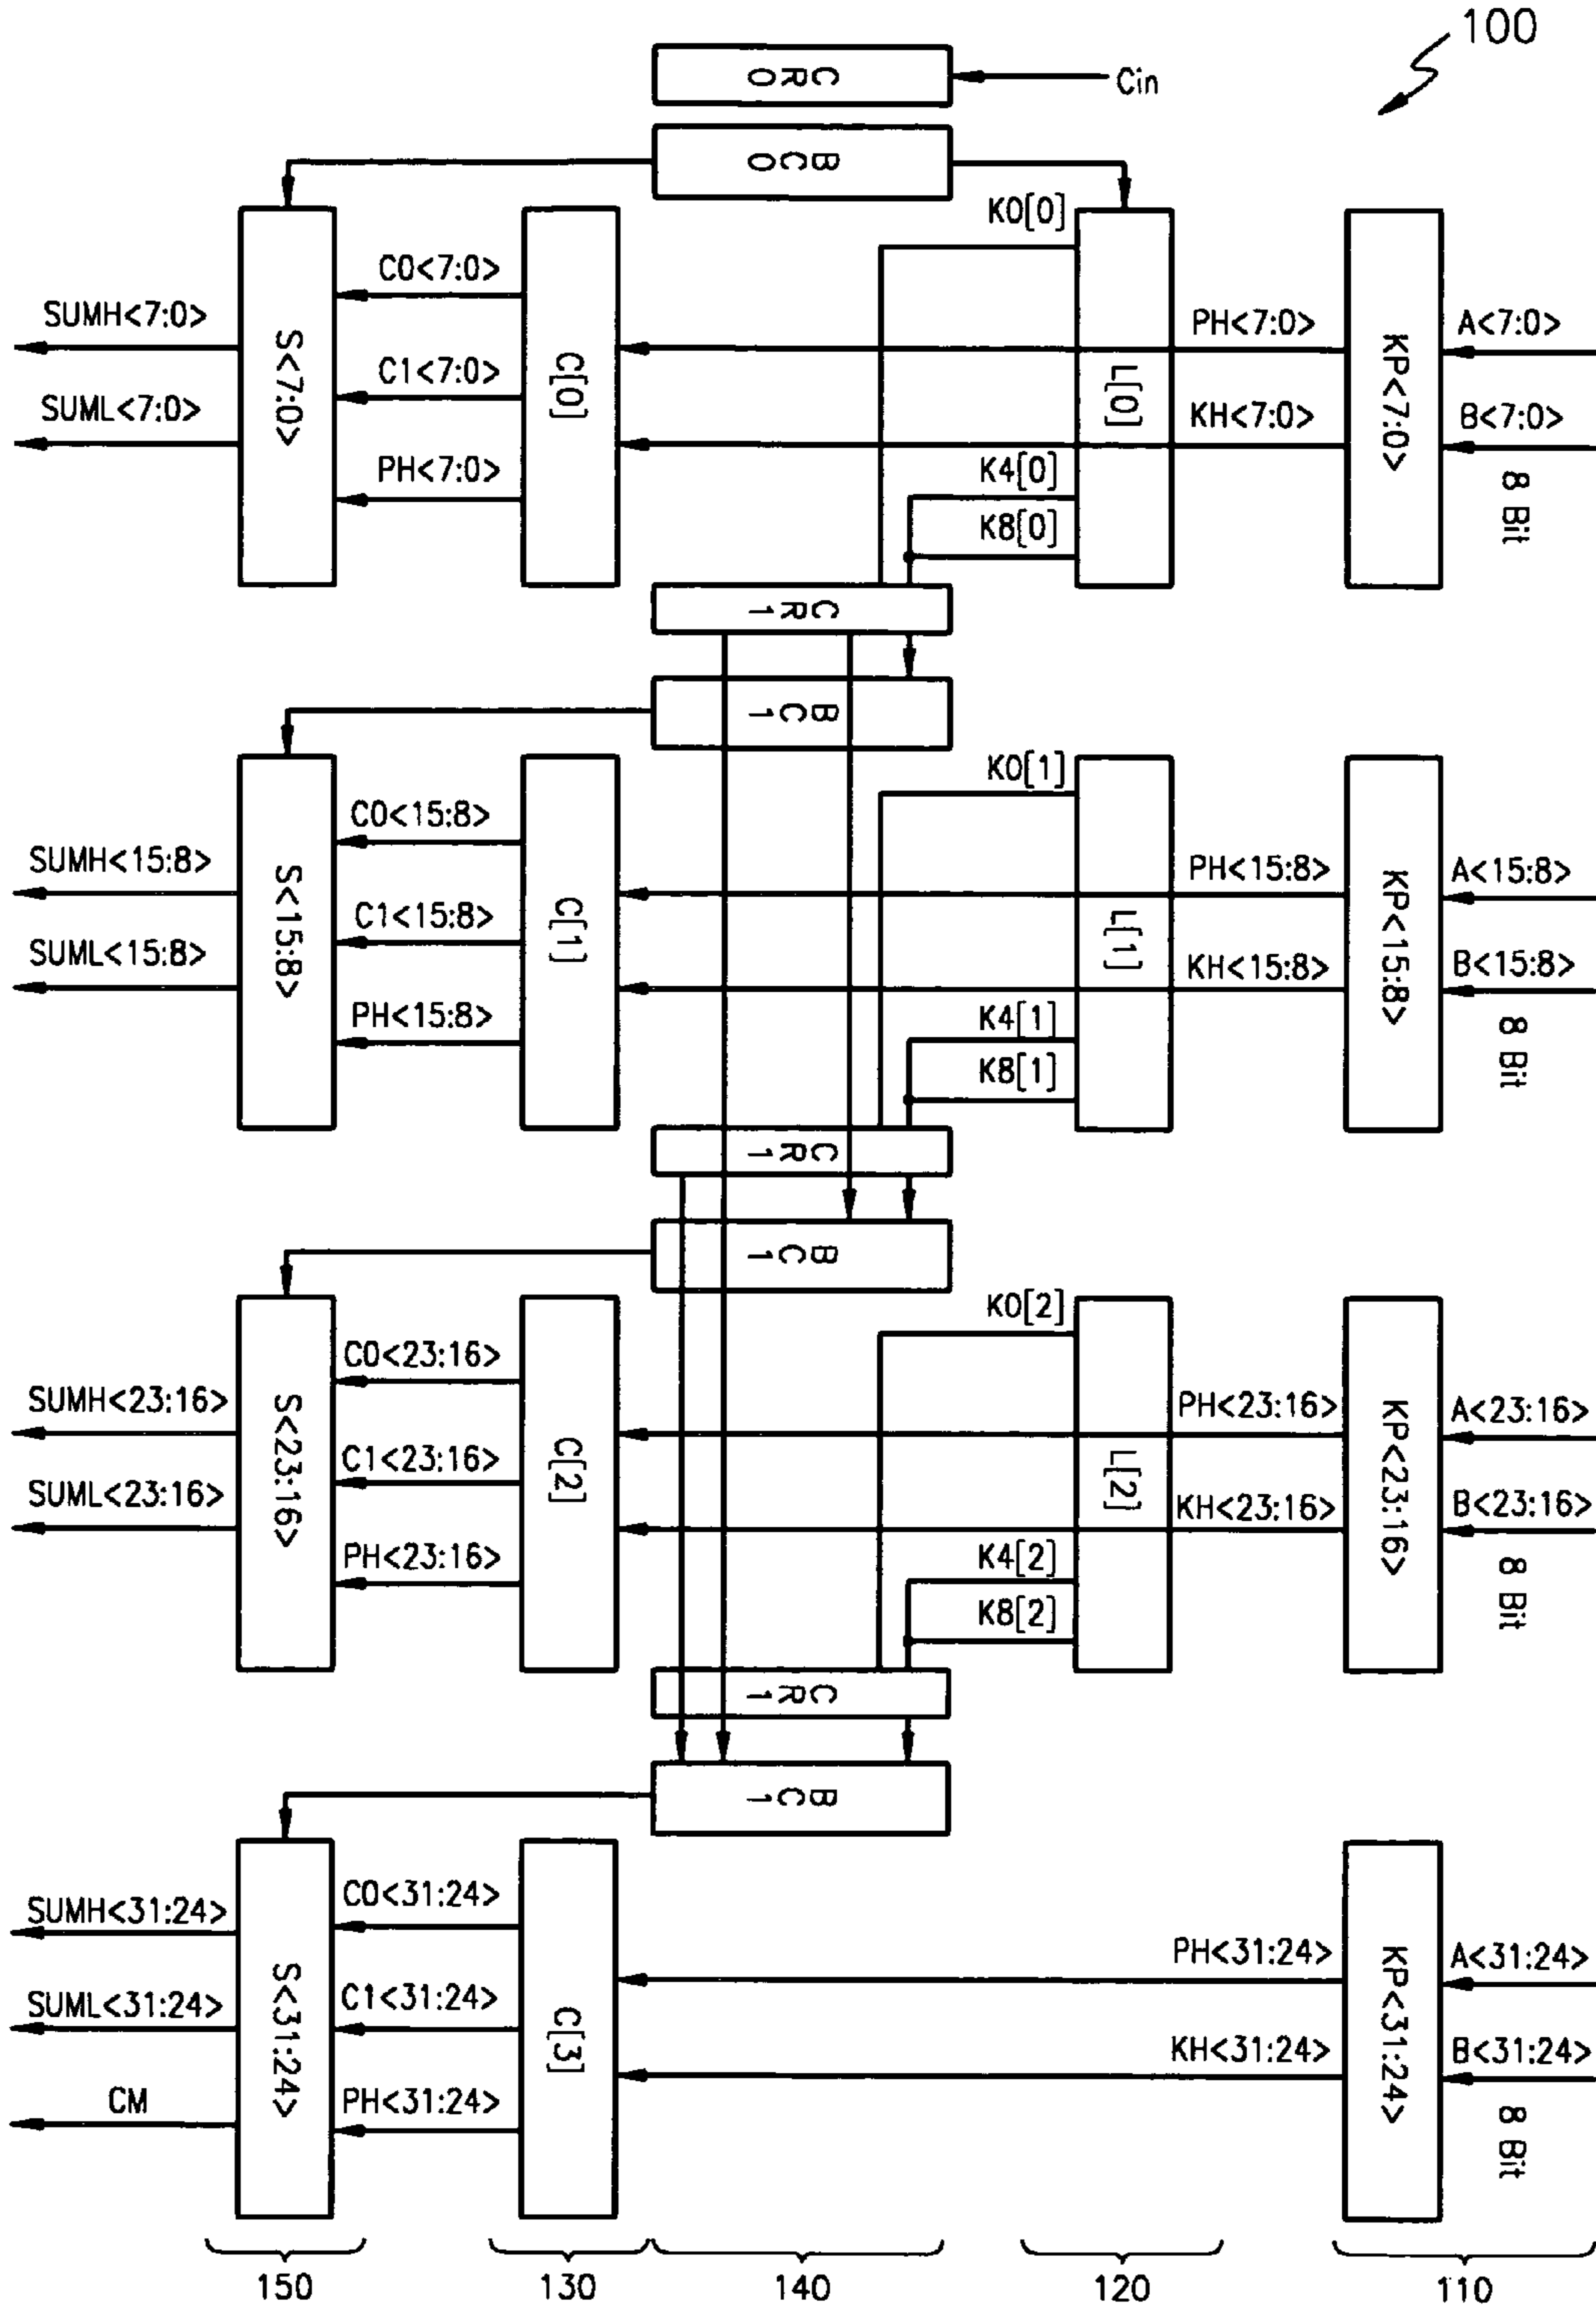 100
CR0
Cin
BC0
K0[0]
C0<7:0>
SUMH<7:0>
PH<7:0>
A<7:0>
S<7:0>
C1<7:0>
C[0]
L[0]
KP<7:0>
SUML<7:0>
KH<7:0>
B<7:0>
PH<7:0>
K4[0]
K8[0]
8 Bit
CR1
BC1
K0[1]
C0<15:8>
SUMH<15:8>
PH<15:8>
A<15:8>
S<15:8>
C1<15:8>
C[1]
L[1]
KP<15:8>
SUML<15:8>
KH<15:8>
B<15:8>
PH<15:8>
K4[1]
K8[1]
8 Bit
CR1
BC1
K0[2]
C0<23:16>
SUMH<23:16>
PH<23:16>
A<23:16>
S<23:16>
C1<23:16>
C[2]
L[2]
KP<23:16>
SUML<23:16>
KH<23:16>
B<23:16>
PH<23:16>
K4[2]
K8[2]
8 Bit
CR1
BC1
C0<31:24>
SUMH<31:24>
PH<31:24>
A<31:24>
S<31:24>
C1<31:24>
C[3]
KP<31:24>
SUML<31:24>
KH<31:24>
B<31:24>
CM
PH<31:24>
8 Bit
150
130
140
120
110